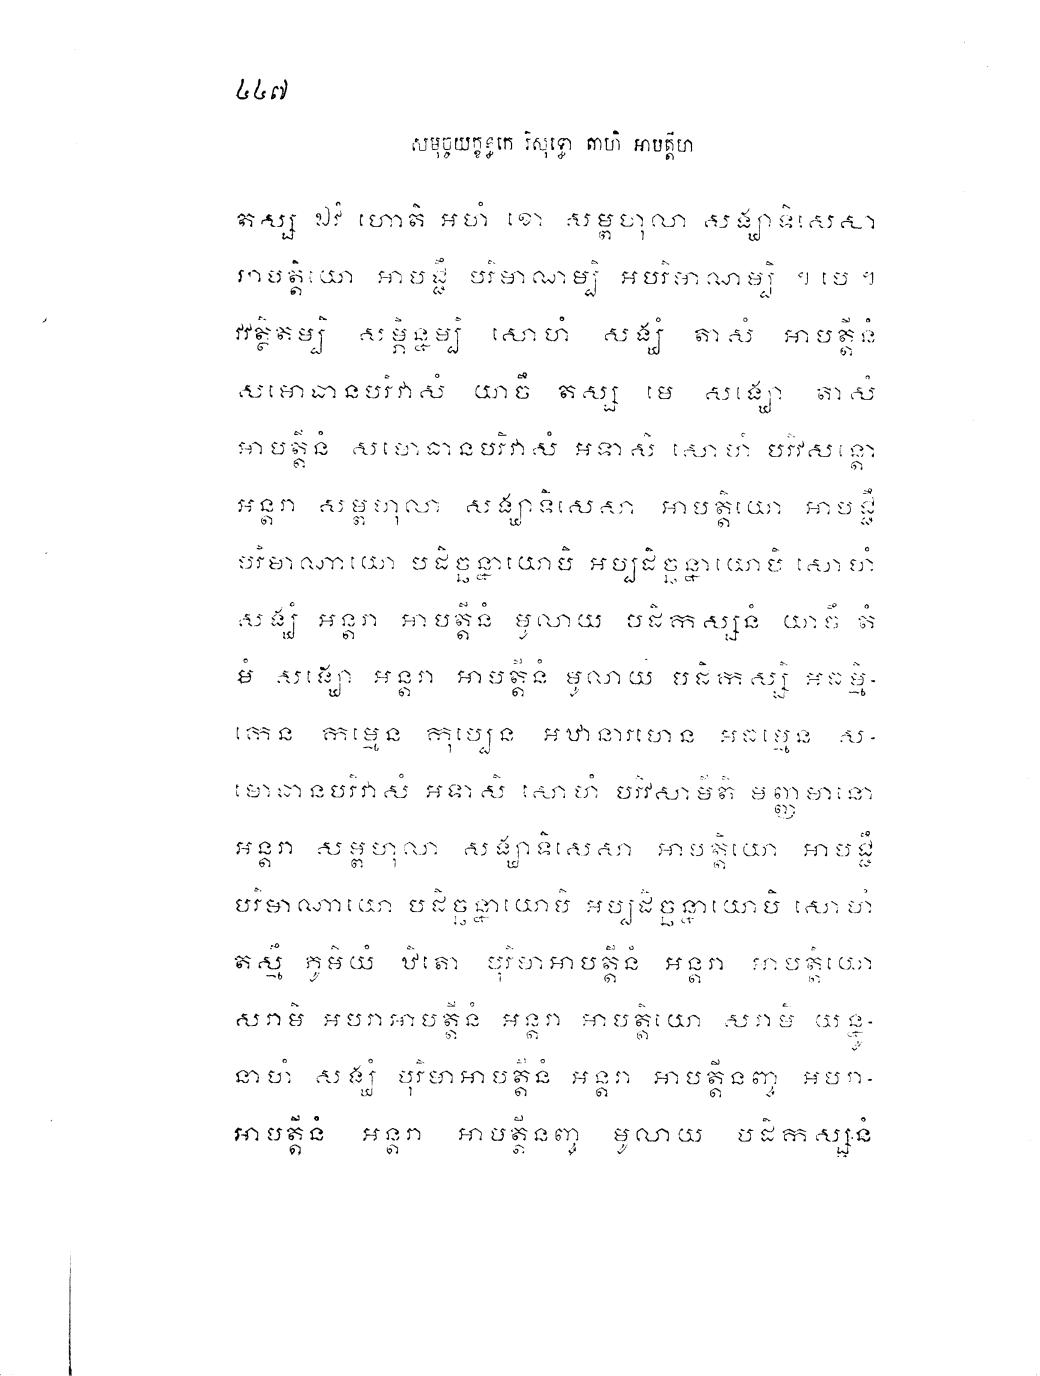 ៤៤៧
សមុច្ចយក្ខន្ធកេ វិសុទ្ធោ តាហិ អាបត្តីហិ
តស្ស ឯវំ ហោតិ អហំ ខោ សម្ពហុលា សង្ឃាទិសេសា
អាបត្តិយោ អាបជ្ជឹ បរិមាណម្បិ អបរិមាណម្បិ ។ បេ ។
វវត្ថិតម្បិ សម្ភិន្នម្បិ សោហំ សង្ឃំ តាសំ អាបត្តីនំ
សមោធានបរិវាសំ យាចឹ តស្ស មេ សង្ឃោ តាសំ
អាបត្តីនំ សមោធានបរិវាសំ អទាសិ សោហំ បរិវសន្តោ
អន្តរា សម្ពហុលា សង្ឃាទិសេសា អាបត្តិយោ អាបជ្ជឹ
បរិមាណាយោ បដិច្ឆន្នាយោបិ អប្បដិច្ឆន្នាយោបិ សោហំ
សង្ឃំ អន្តរា អាបត្តីនំ មូលាយ បដិកស្សនំ យាចឹ តំ
មំ សង្ឃោ អន្តរា អាបត្តីនំ មូលាយ បដិកស្សិ អធម្មិ-
កេន កម្មេន កុប្បេន អឋានារហេន អធម្មេន ស-
មោធានបរិវាសំ អទាសិ សោហំ បរិវសាមីតិ មញ្ញមានោ
អន្តរា សម្ពហុលា សង្ឃាទិសេសា អាបត្តិយោ អាបជ្ជឹ
បរិមាណាយោ បដិច្ឆន្នាយោបិ អប្បដិច្ឆន្នាយោបិ សោហំ
តស្មឹ ភូមិយំ ឋិតោ បុរិមាអាបត្តីនំ អន្តរា អាបត្តិយោ
សរាមិ អបរាអាបត្តីនំ អន្តរា អាបត្តិយោ សរាមិ យន្នូ-
នាហំ សង្ឃំ បុរិមាអាបត្តីនំ អន្តរា អាបត្តីនញ្ច អបរា-
អាបត្តីនំ អន្តរា អាបត្តីនញ្ច មូលាយ បដិកស្សនំ